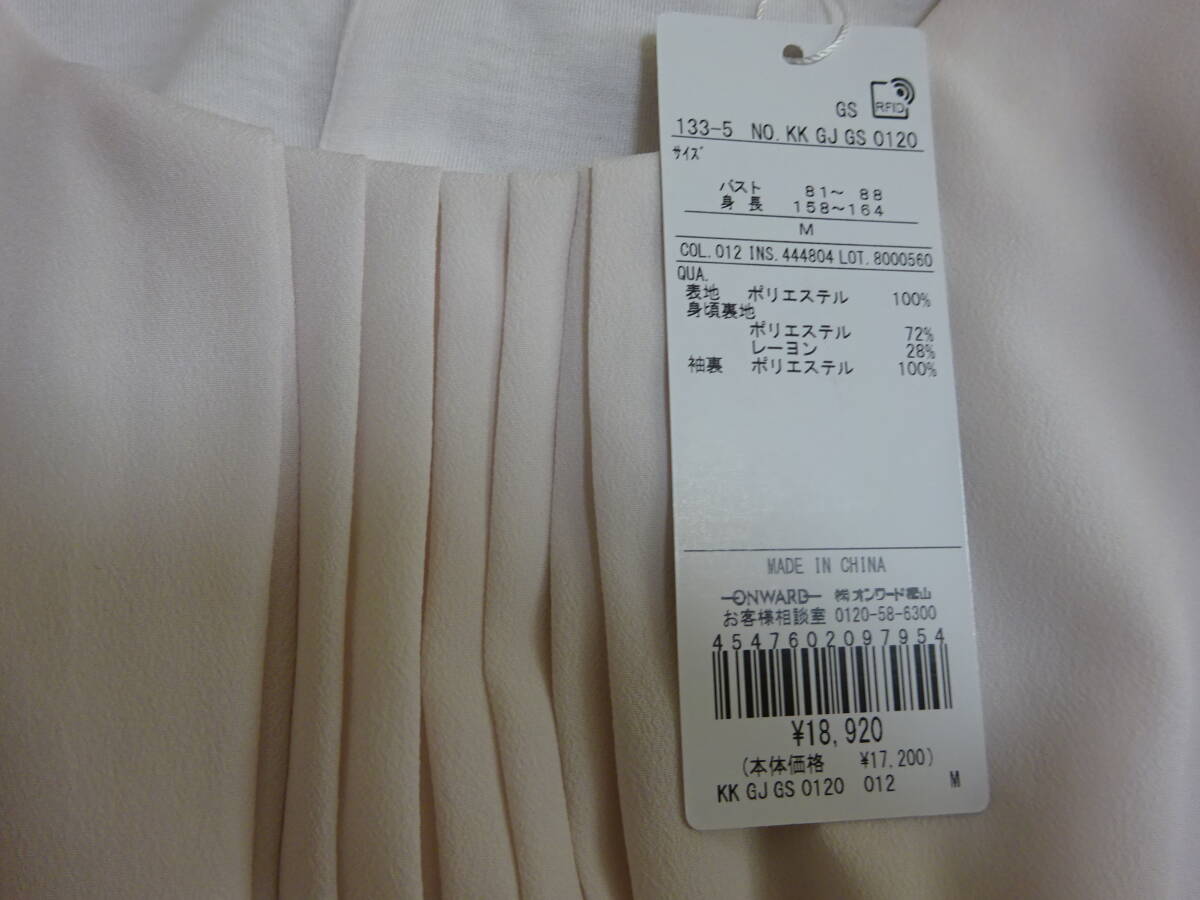 GS RFID
133-5 NO. KK GJ GS 0120
サイズ
バスト 81～ 88
身長 158～164
M
COL. 012 INS. 444804 LOT. 8000560
QUA.
表地 ポリエステル 100%
身頃裏地
ポリエステル 72%
レーヨン 28%
袖裏 ポリエステル 100%
MADE IN CHINA
ONWARD ㈱オンワード樫山
お客様相談室 0120-58-6300
4547602097954
¥18,920
(本体価格 ¥17,200)
KK GJ GS 0120 012 M